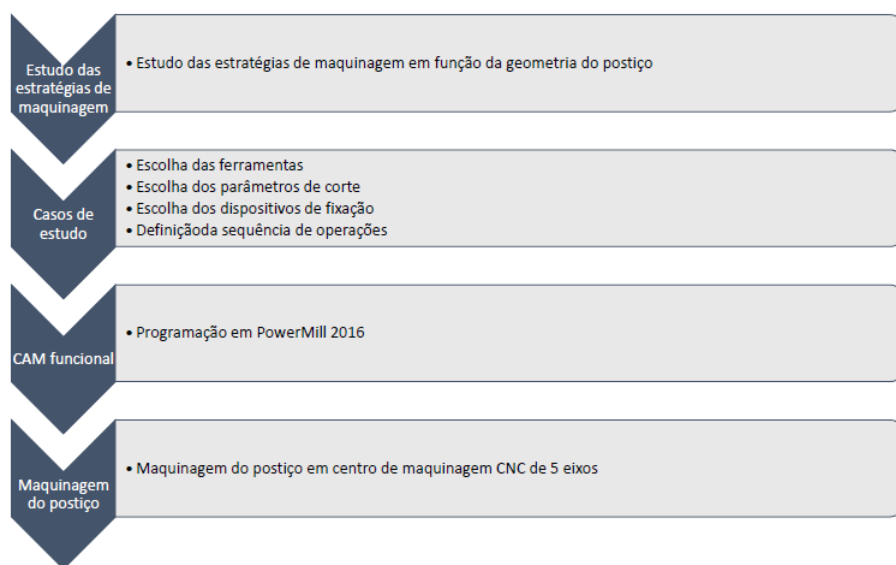 Estudo das
estratégias de
maquinagem
• Estudo das estratégias de maquinagem em função da geometria do postiço
Casos de
estudo
• Escolha das ferramentas
• Escolha dos parâmetros de corte
• Escolha dos dispositivos de fixação
• Definiçãoda sequência de operações
CAM funcional
• Programação em PowerMill 2016
Maquinagem
do postiço
• Maquinagem do postiço em centro de maquinagem CNC de 5 eixos